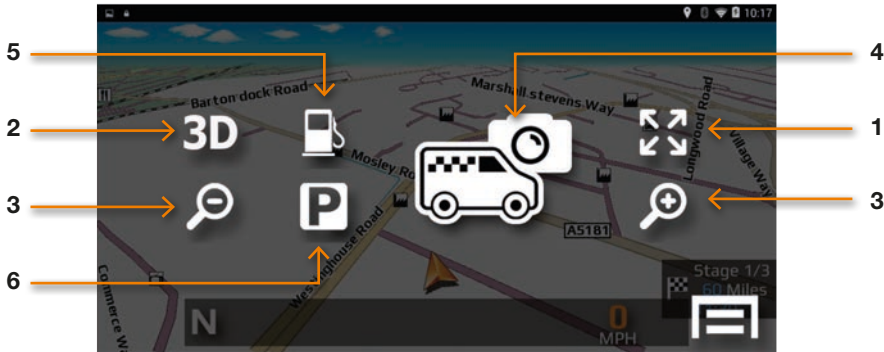 10:17
5
4
Barton dock Road
Marshall stevens Way
2
3D
Longwood Road
1
Village Way
Mosley Ro
3
P
3
A5181
Westinghouse Road
6
Commerce Wa
Stage 1/3
60 Miles
N
0
MPH